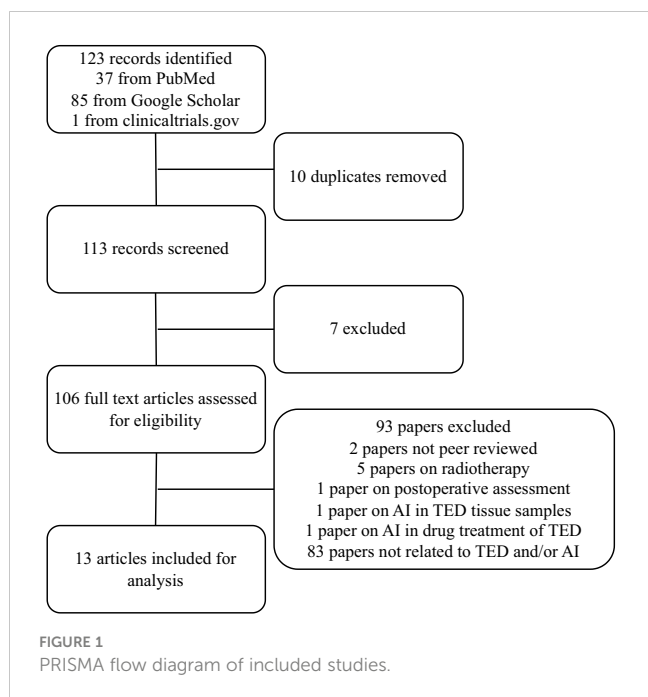 123 records identified
37 from PubMed
85 from Google Scholar
1 from clinicaltrials.gov
10 duplicates removed
113 records screened
7 excluded
106 full text articles assessed
for eligibility
93 papers excluded
2 papers not peer reviewed
5 papers on radiotherapy
1 paper on postoperative assessment
1 paper on AI in TED tissue samples
1 paper on AI in drug treatment of TED
83 papers not related to TED and/or AI
13 articles included for
analysis
FIGURE 1
PRISMA flow diagram of included studies.